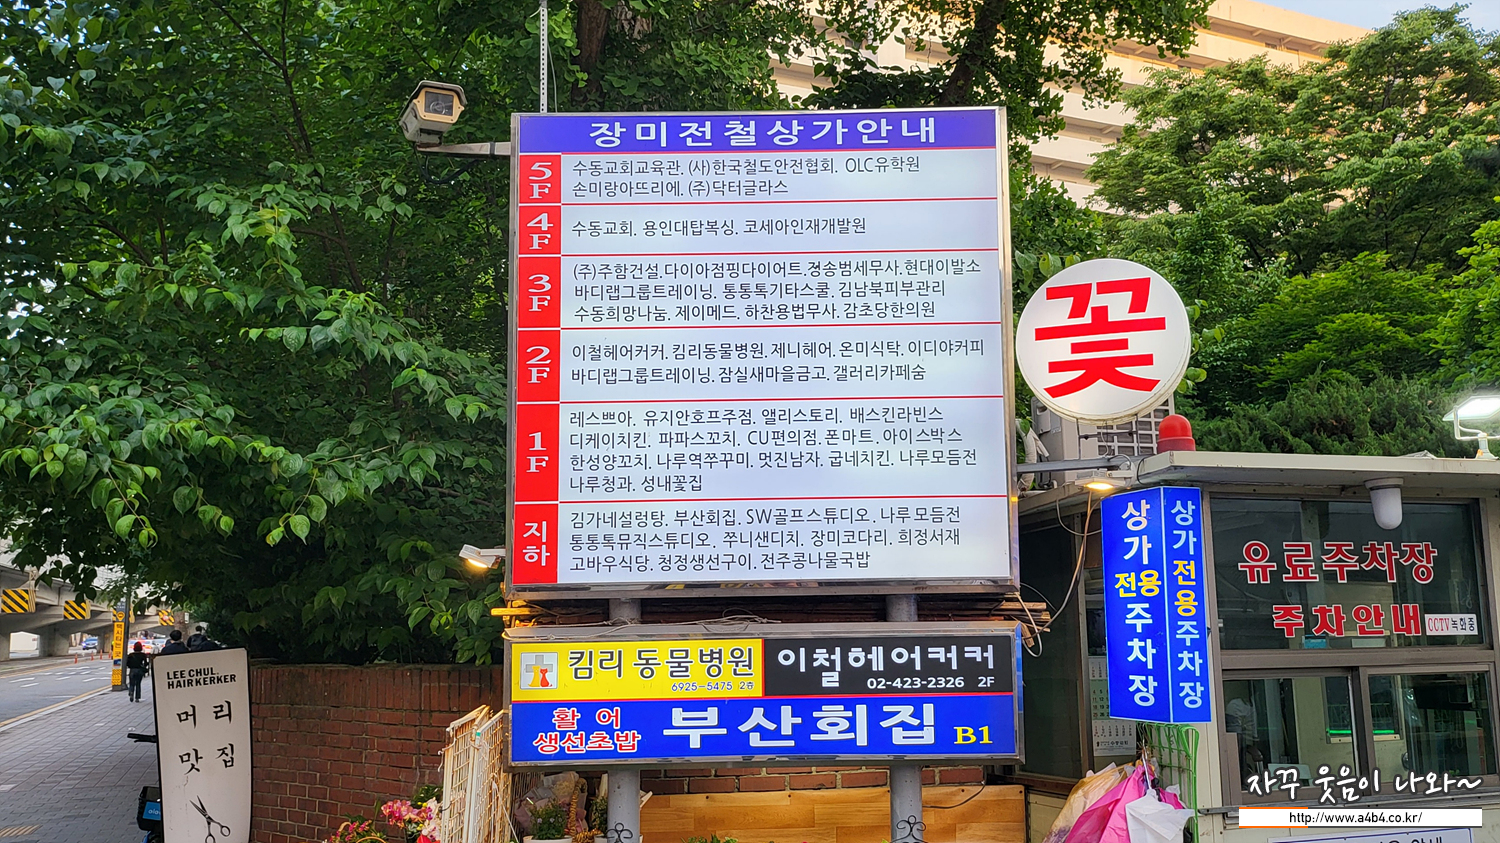 장미전철상가안내
5F
수동교회교육관. (사)한국철도안전협회. OLC유학원
손미랑아뜨리에. (주)닥터글라스
4F
수동교회. 용인대탑복싱. 코세아인재개발원
3F
(주)주함건설.다이아점핑다이어트.경송범세무사.현대이발소
바디랩그룹트레이닝. 통통톡기타스쿨. 김남북피부관리
수동희망나눔. 제이메드. 하찬용법무사. 감초당한의원
2F
이철헤어커커. 킴리동물병원. 제니헤어. 온미식탁. 이디야커피
바디랩그룹트레이닝. 잠실새마을금고. 갤러리카페숨
1F
레스쁘아. 유지안호프주점. 앨리스토리. 배스킨라빈스
디케이치킨. 파파스꼬치. CU편의점. 폰마트. 아이스박스
한성양꼬치. 나루역쭈꾸미. 멋진남자. 굽네치킨. 나루모듬전
나루청과. 성내꽃집
지하
김가네설렁탕. 부산회집. SW골프스튜디오. 나루모듬전
통통톡뮤직스튜디오. 쭈니샌디치. 장미코다리. 희정서재
고바우식당. 청정생선구이. 전주콩나물국밥
꽃
킴리동물병원
6925-5475 2층
이철헤어커커
02-423-2326 2F
활어
생선초밥
부산회집 B1
상가전용주차장
상가전용주차장
유료주차장
주차안내
CCTV녹화중
LEE CHUL.
HAIRKERKER
머리
맛집
자꾸 웃음이 나와~
http://www.a4b4.co.kr/